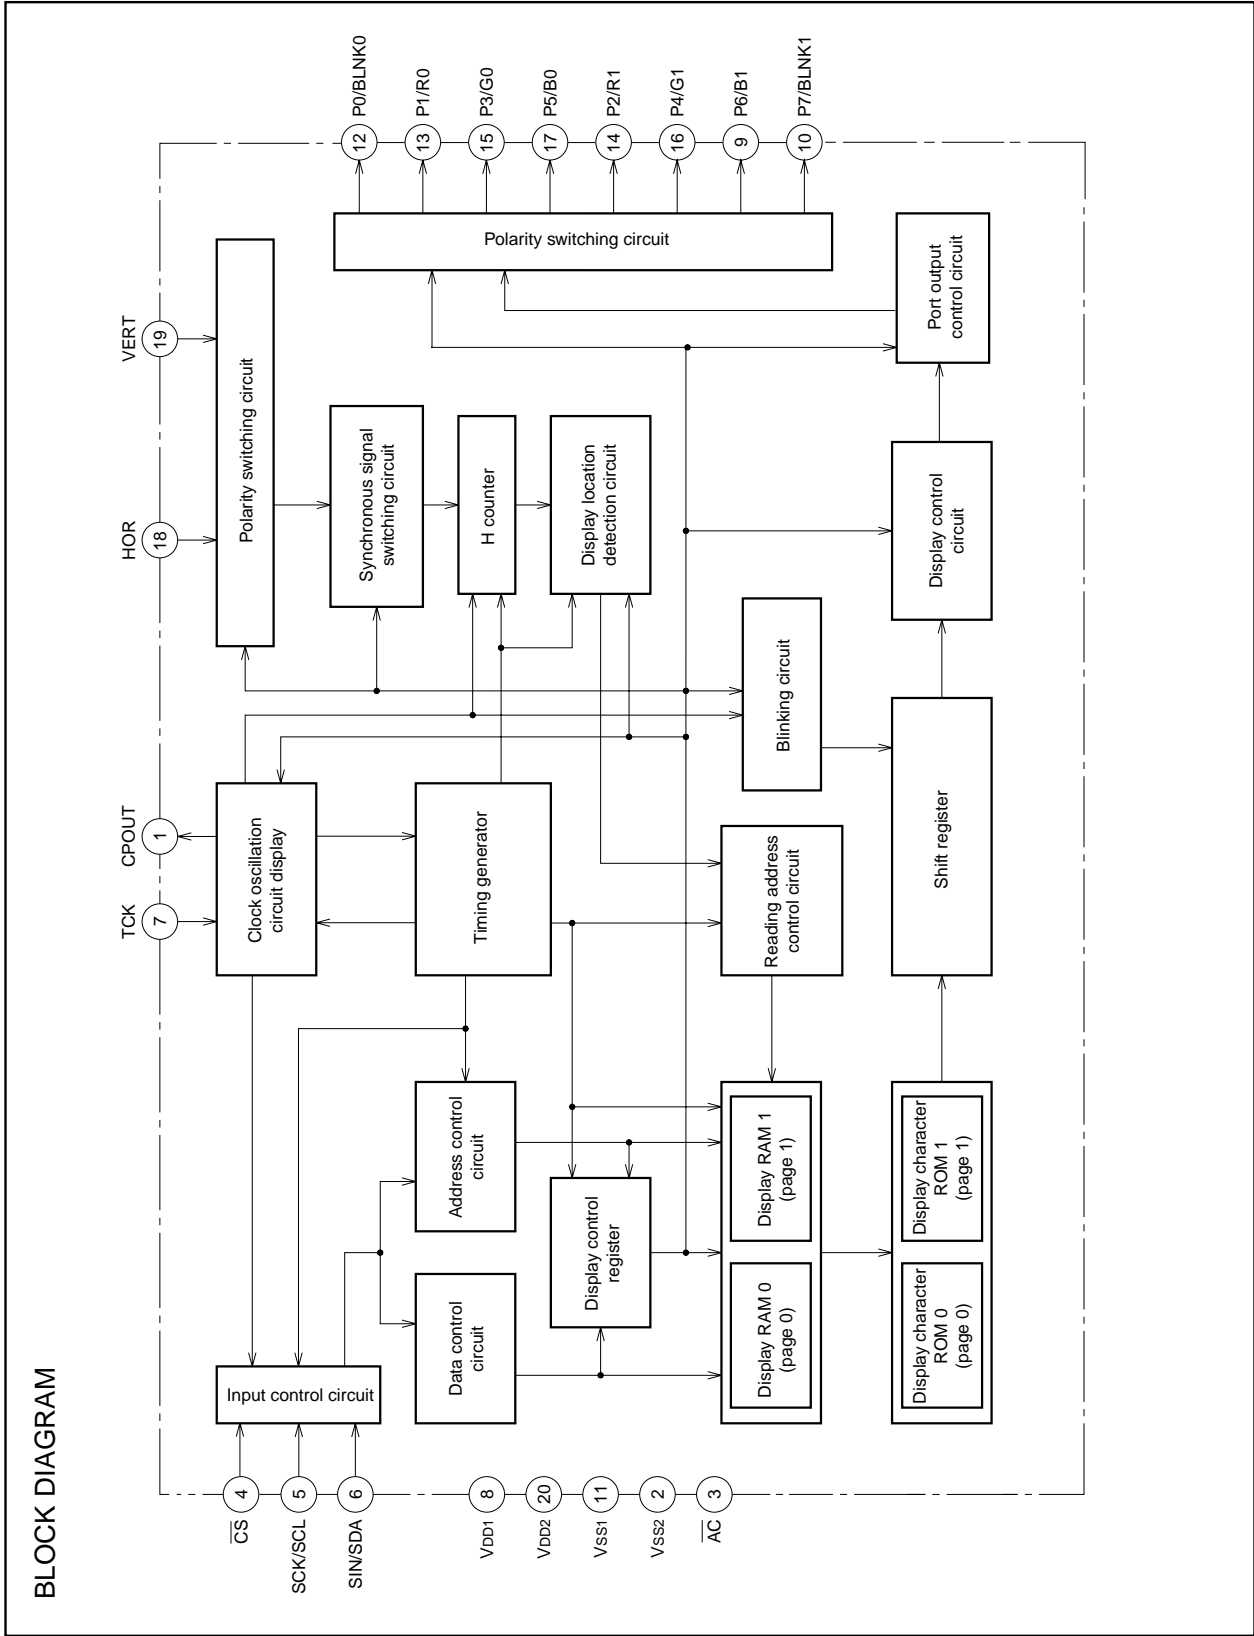 BLOCK DIAGRAM
TCK
7
CPOUT
1
HOR
18
VERT
19
CS
4
SCK/SCL
5
SIN/SDA
6
VDD1
8
VDD2
20
VSS1
11
VSS2
2
AC
3
Input control circuit
Clock oscillation
circuit display
Polarity switching circuit
Data control
circuit
Address control
circuit
Timing generator
Synchronous signal
switching circuit
H counter
Display location
detection circuit
Display control
register
Display RAM 0
(page 0)
Display RAM 1
(page 1)
Reading address
control circuit
Blinking circuit
Display character
ROM 0
(page 0)
Display character
ROM 1
(page 1)
Shift register
Display control
circuit
Port output
control circuit
Polarity switching circuit
12
P0/BLNK0
13
P1/R0
15
P3/G0
17
P5/B0
14
P2/R1
16
P4/G1
9
P6/B1
10
P7/BLNK1